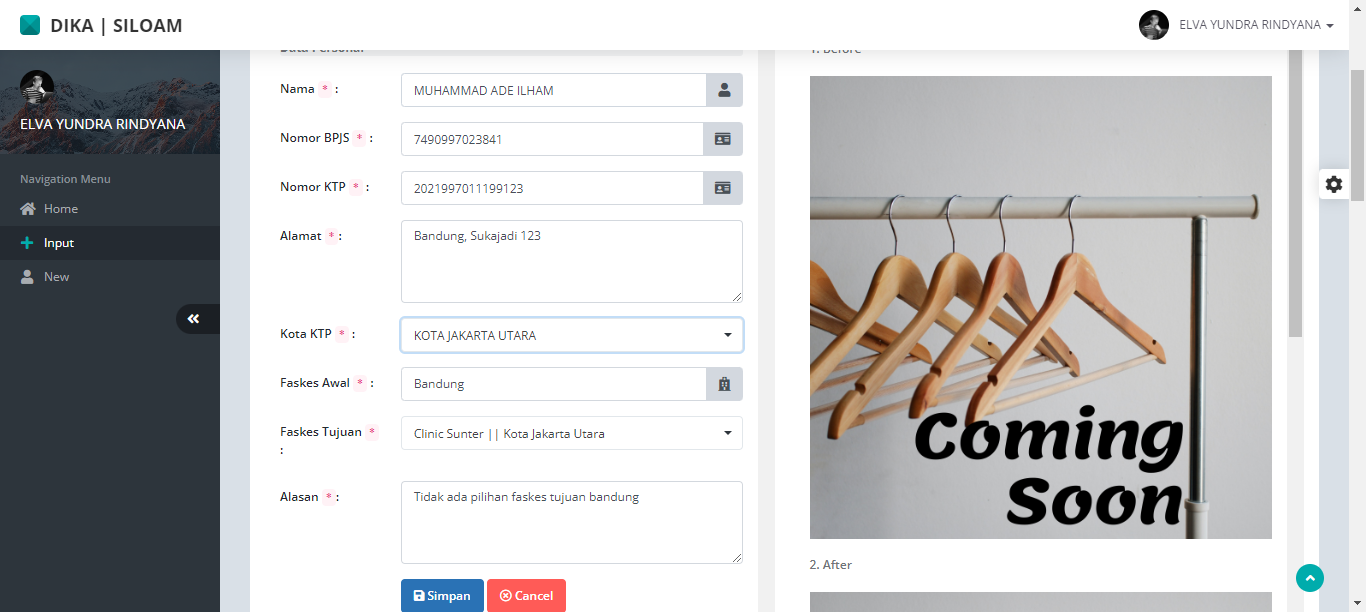 DIKA | SILOAM
ELVA YUNDRA RINDYANA
ELVA YUNDRA RINDYANA
Navigation Menu
Home
Input
New
Data Personal
Nama * :
MUHAMMAD ADE ILHAM
Nomor BPJS * :
7490997023841
Nomor KTP * :
2021997011199123
Alamat * :
Bandung, Sukajadi 123
Kota KTP * :
KOTA JAKARTA UTARA
Faskes Awal * :
Bandung
Faskes Tujuan *
:
Clinic Sunter || Kota Jakarta Utara
Alasan * :
Tidak ada pilihan faskes tujuan bandung
Simpan
Cancel
1. Before
Coming
Soon
2. After